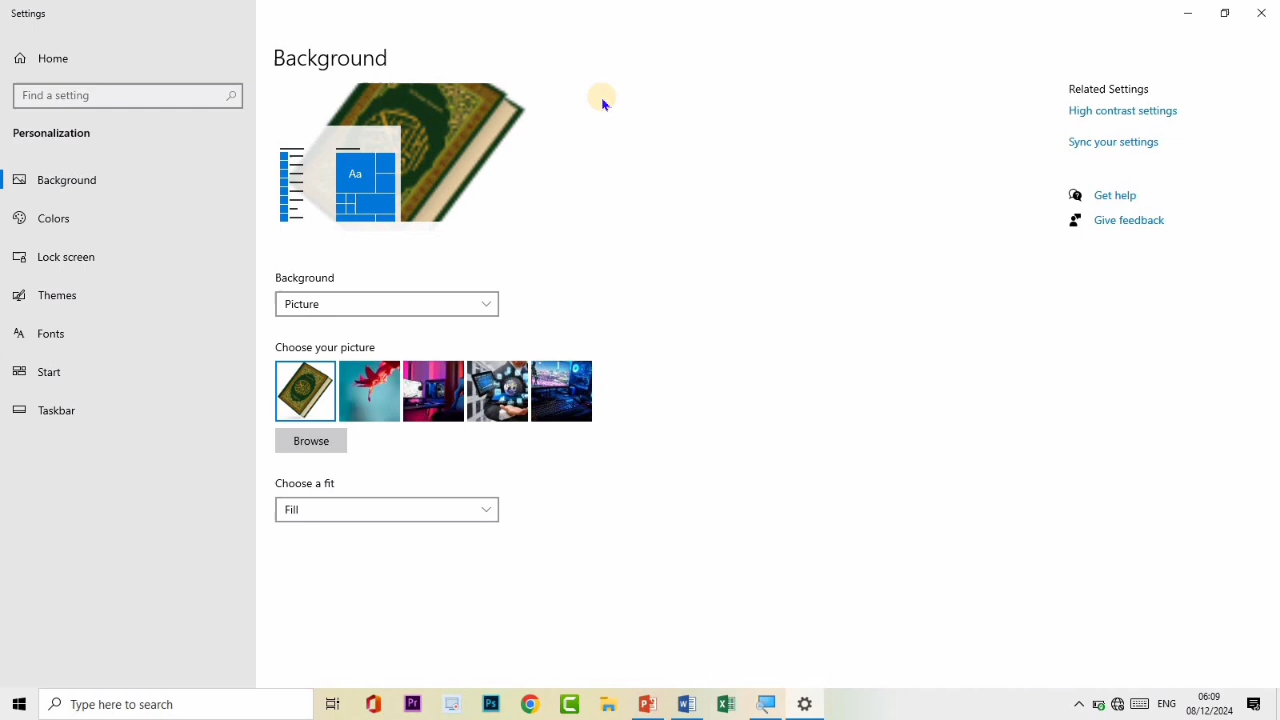 Settings
Home
Find a setting
Personalization
Background
Colors
Lock screen
Themes
Fonts
Start
Taskbar
Background
Aa
Background
Picture
Choose your picture
Browse
Choose a fit
Fill
Related Settings
High contrast settings
Sync your settings
Get help
Give feedback
Type here to search
Pr
Ps
ENG
06:09
08/12/2024